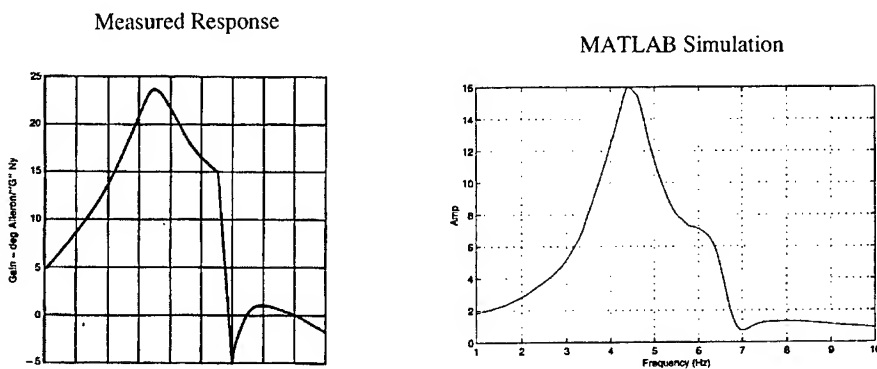 Measured Response
25
20
15
10
5
0
−5
Gain – deg Aileron/"G" Ny
MATLAB Simulation
16
14
12
10
8
6
4
2
0
Amp
1 2 3 4 5 6 7 8 9 10
Frequency (Hz)